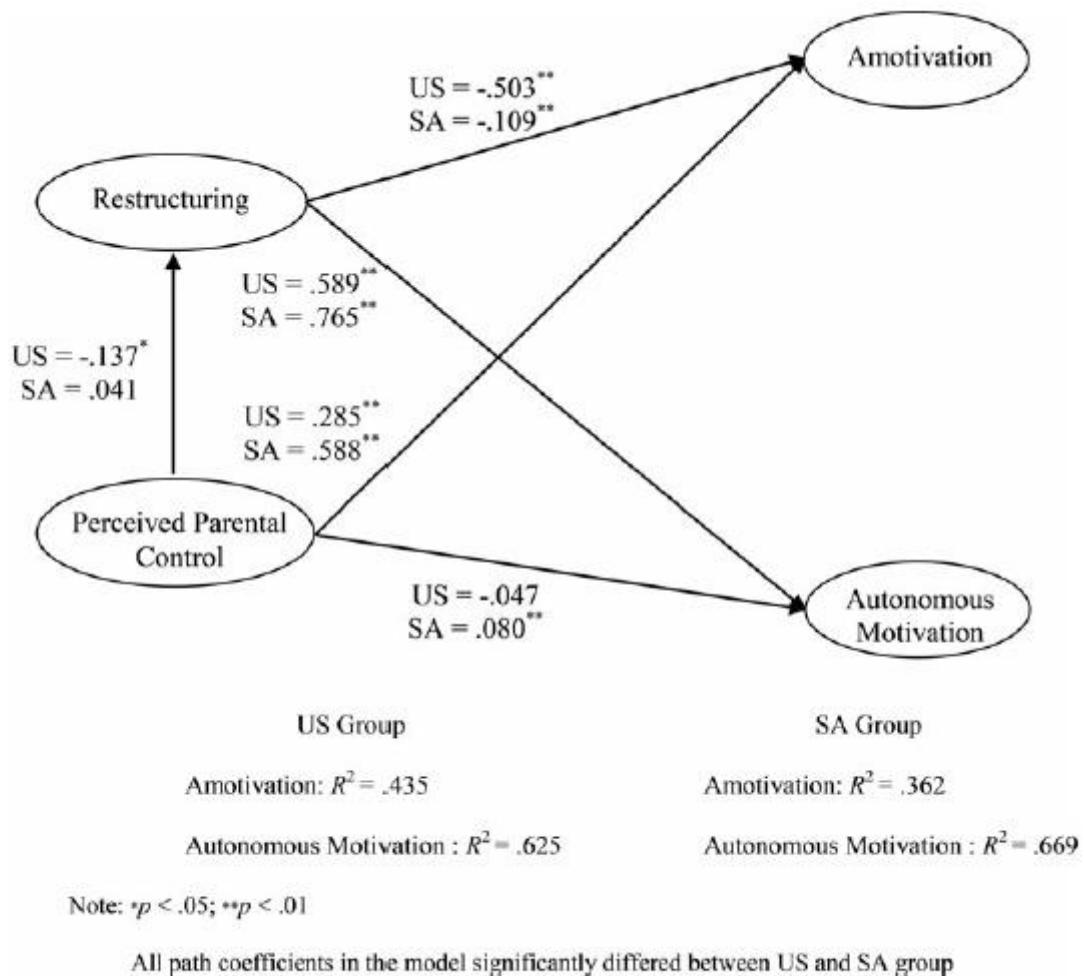 Amotivation
US = -.503**
SA = -.109**
Restructuring
US = .589**
SA = .765**
US = -.137*
SA = .041
US = .285**
SA = .588**
Perceived Parental
Control
US = -.047
SA = .080**
Autonomous
Motivation
US Group
SA Group
Amotivation: R² = .435
Amotivation: R² = .362
Autonomous Motivation : R² = .625
Autonomous Motivation : R² = .669
Note: *p < .05; **p < .01
All path coefficients in the model significantly differed between US and SA group